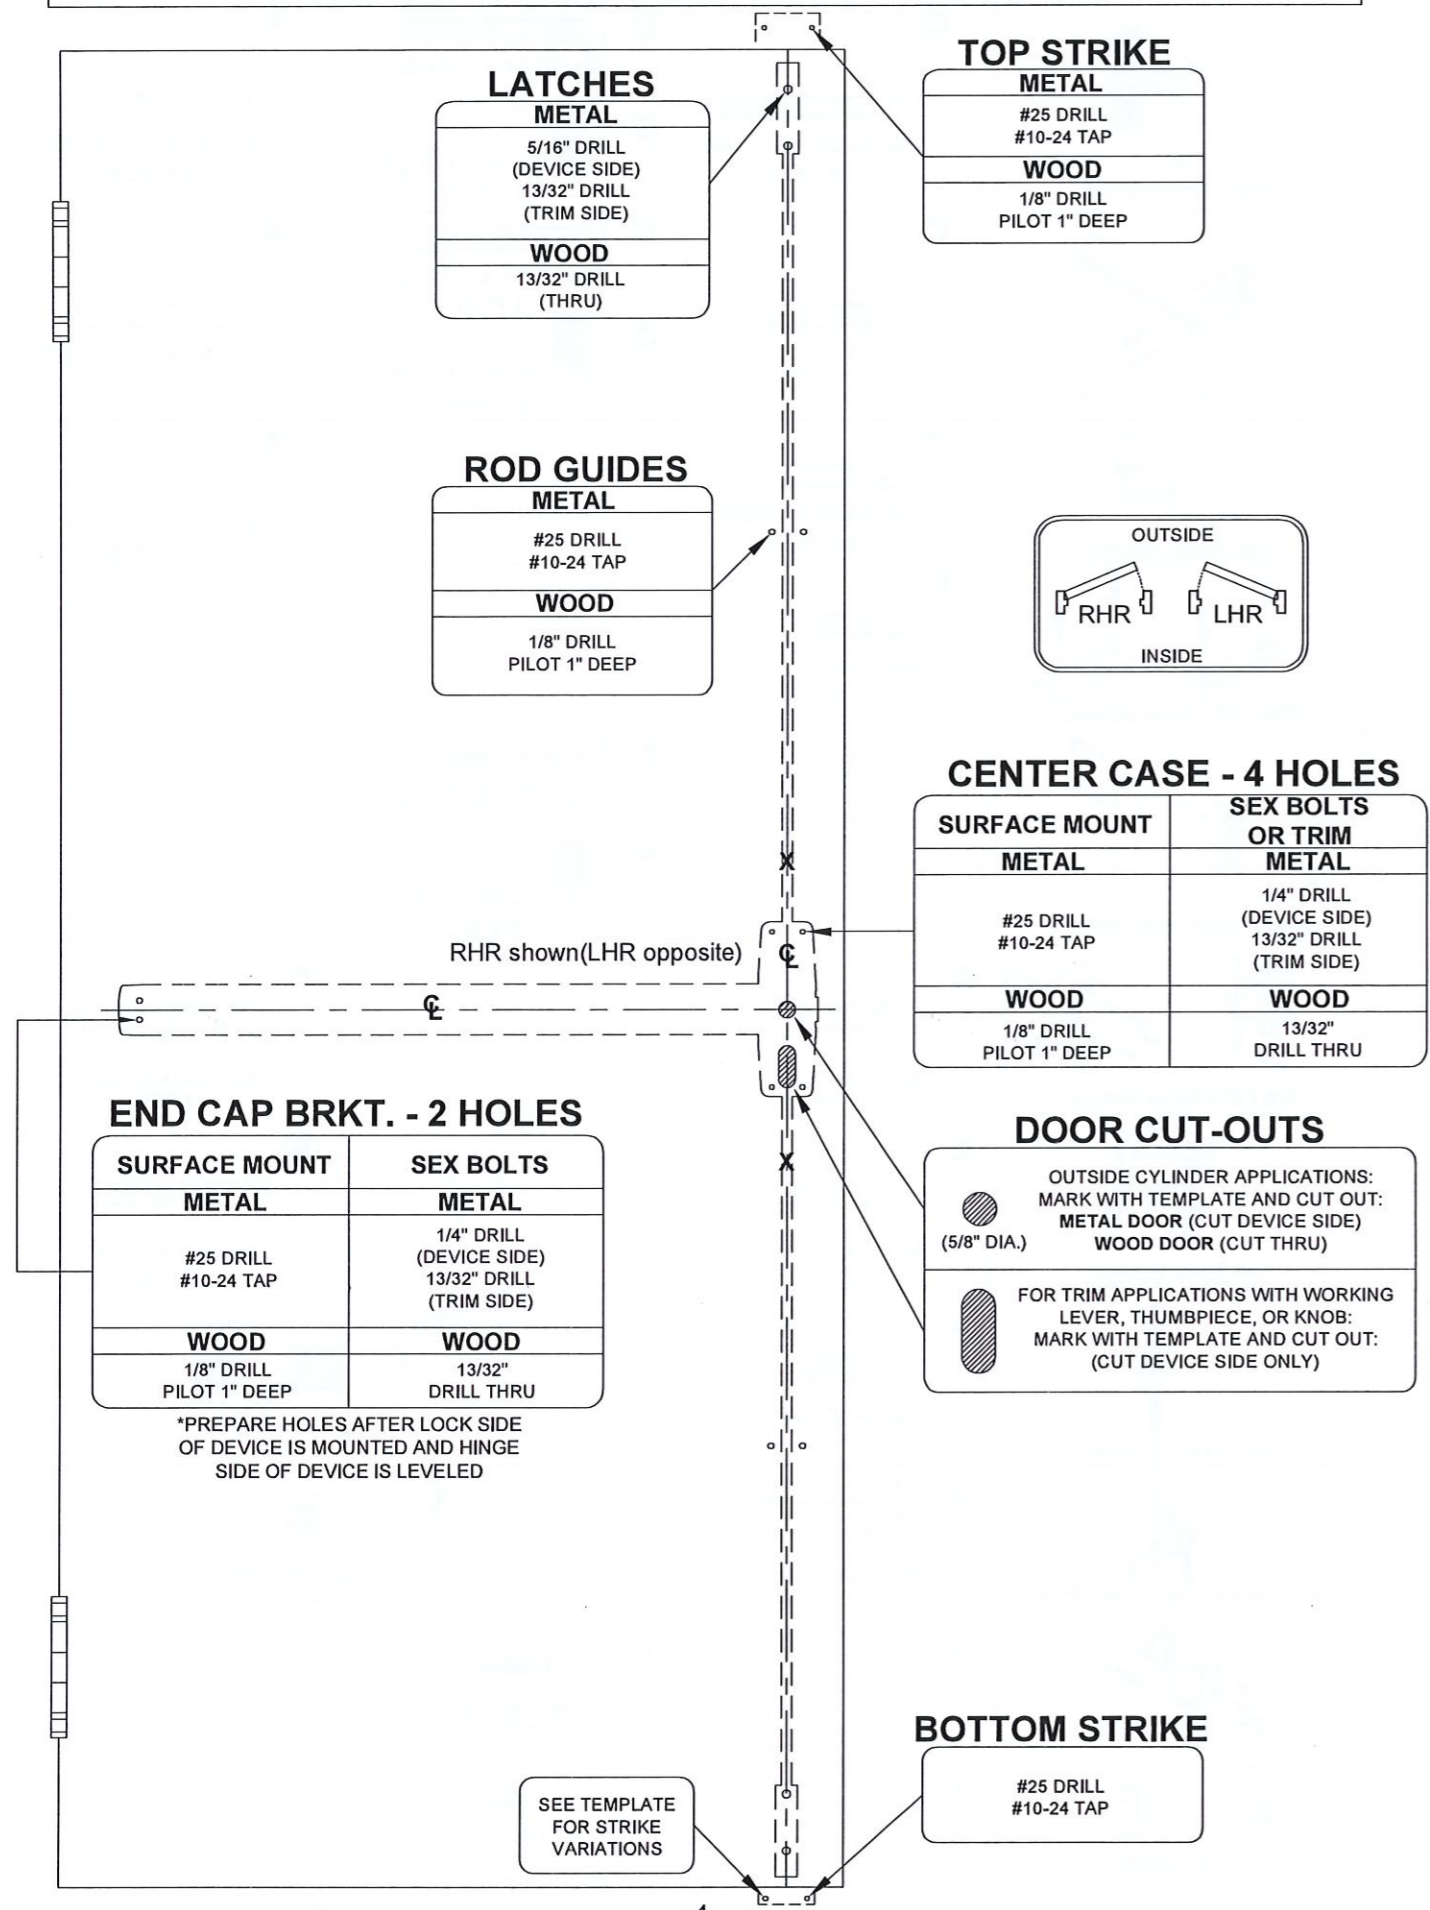 TOP STRIKE
METAL
#25 DRILL
#10-24 TAP
WOOD
1/8" DRILL
PILOT 1" DEEP
LATCHES
METAL
5/16" DRILL
(DEVICE SIDE)
13/32" DRILL
(TRIM SIDE)
WOOD
13/32" DRILL
(THRU)
ROD GUIDES
METAL
#25 DRILL
#10-24 TAP
WOOD
1/8" DRILL
PILOT 1" DEEP
OUTSIDE
RHR
LHR
INSIDE
CENTER CASE - 4 HOLES
SURFACE MOUNT
METAL
#25 DRILL
#10-24 TAP
WOOD
1/8" DRILL
PILOT 1" DEEP
SEX BOLTS
OR TRIM
METAL
1/4" DRILL
(DEVICE SIDE)
13/32" DRILL
(TRIM SIDE)
WOOD
13/32"
DRILL THRU
X
RHR shown(LHR opposite)
℄
℄
X
END CAP BRKT. - 2 HOLES
SURFACE MOUNT
METAL
#25 DRILL
#10-24 TAP
WOOD
1/8" DRILL
PILOT 1" DEEP
SEX BOLTS
METAL
1/4" DRILL
(DEVICE SIDE)
13/32" DRILL
(TRIM SIDE)
WOOD
13/32"
DRILL THRU
*PREPARE HOLES AFTER LOCK SIDE
OF DEVICE IS MOUNTED AND HINGE
SIDE OF DEVICE IS LEVELED
DOOR CUT-OUTS
(5/8" DIA.)
OUTSIDE CYLINDER APPLICATIONS:
MARK WITH TEMPLATE AND CUT OUT:
METAL DOOR (CUT DEVICE SIDE)
WOOD DOOR (CUT THRU)
FOR TRIM APPLICATIONS WITH WORKING
LEVER, THUMBPIECE, OR KNOB:
MARK WITH TEMPLATE AND CUT OUT:
(CUT DEVICE SIDE ONLY)
BOTTOM STRIKE
#25 DRILL
#10-24 TAP
SEE TEMPLATE
FOR STRIKE
VARIATIONS